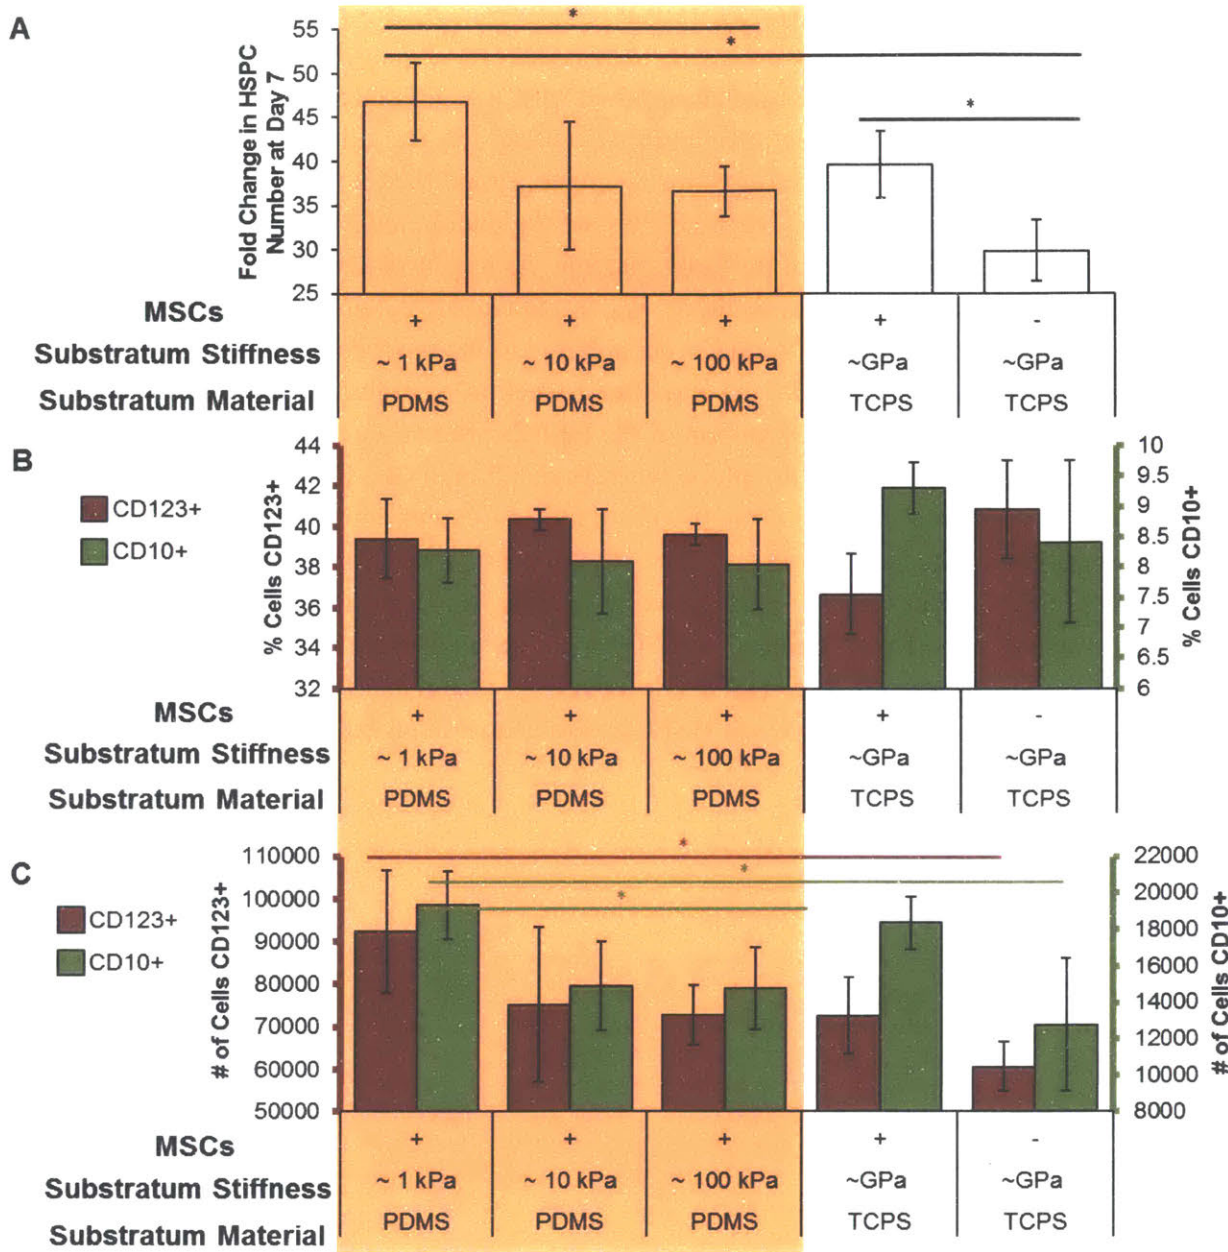 A
Fold Change in HSPC
Number at Day 7
55
50
45
40
35
30
25
*
*
*
MSCs + + + + -
Substratum Stiffness ~ 1 kPa ~ 10 kPa ~ 100 kPa ~GPa ~GPa
Substratum Material PDMS PDMS PDMS TCPS TCPS
B
CD123+
CD10+
% Cells CD123+
44
42
40
38
36
34
32
10
9.5
9
8.5
8
7.5
7
6.5
6
% Cells CD10+
MSCs + + + + -
Substratum Stiffness ~ 1 kPa ~ 10 kPa ~ 100 kPa ~GPa ~GPa
Substratum Material PDMS PDMS PDMS TCPS TCPS
C
CD123+
CD10+
# of Cells CD123+
110000
100000
90000
80000
70000
60000
50000
*
*
*
22000
20000
18000
16000
14000
12000
10000
8000
# of Cells CD10+
MSCs + + + + -
Substratum Stiffness ~ 1 kPa ~ 10 kPa ~ 100 kPa ~GPa ~GPa
Substratum Material PDMS PDMS PDMS TCPS TCPS